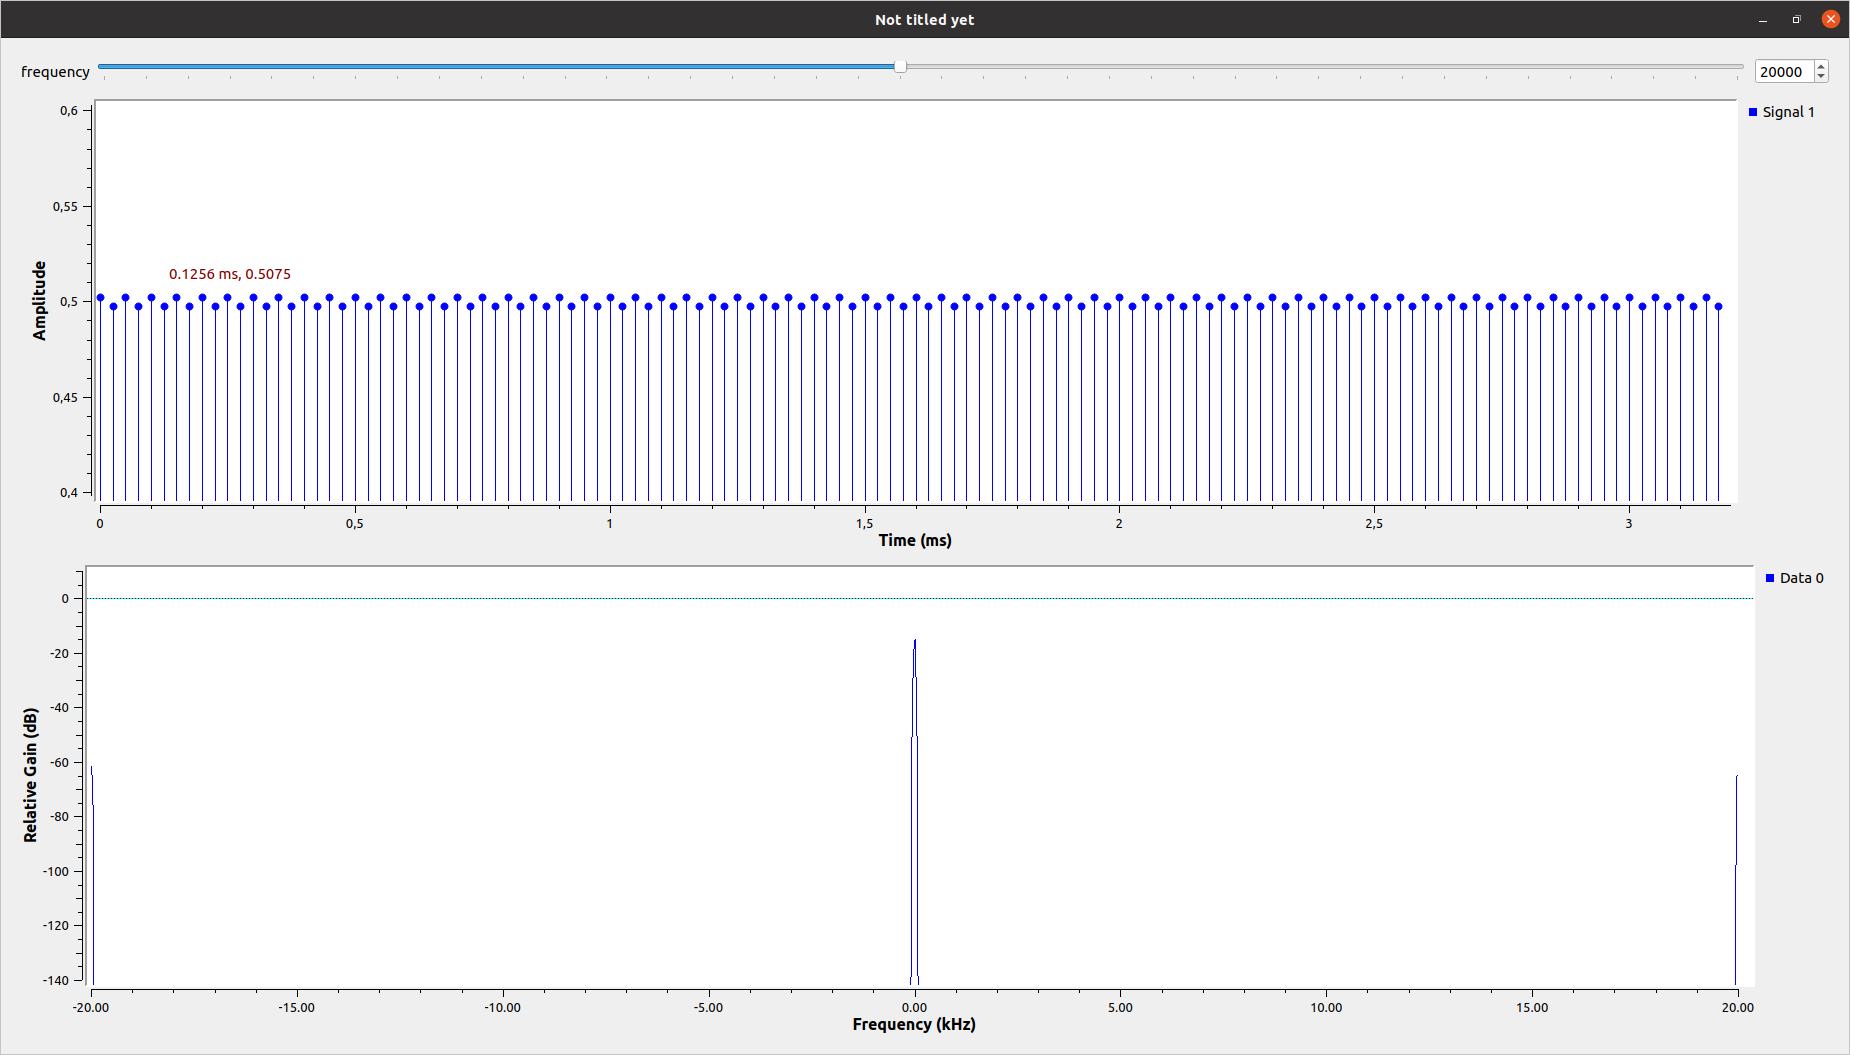 Not titled yet
frequency
20000
0,6
0,55
0,5
0,45
0,4
Amplitude
0.1256 ms, 0.5075
Signal 1
0 0,5 1 1,5 2 2,5 3
Time (ms)
0
-20
-40
-60
-80
-100
-120
-140
Relative Gain (dB)
Data 0
-20.00 -15.00 -10.00 -5.00 0.00 5.00 10.00 15.00 20.00
Frequency (kHz)